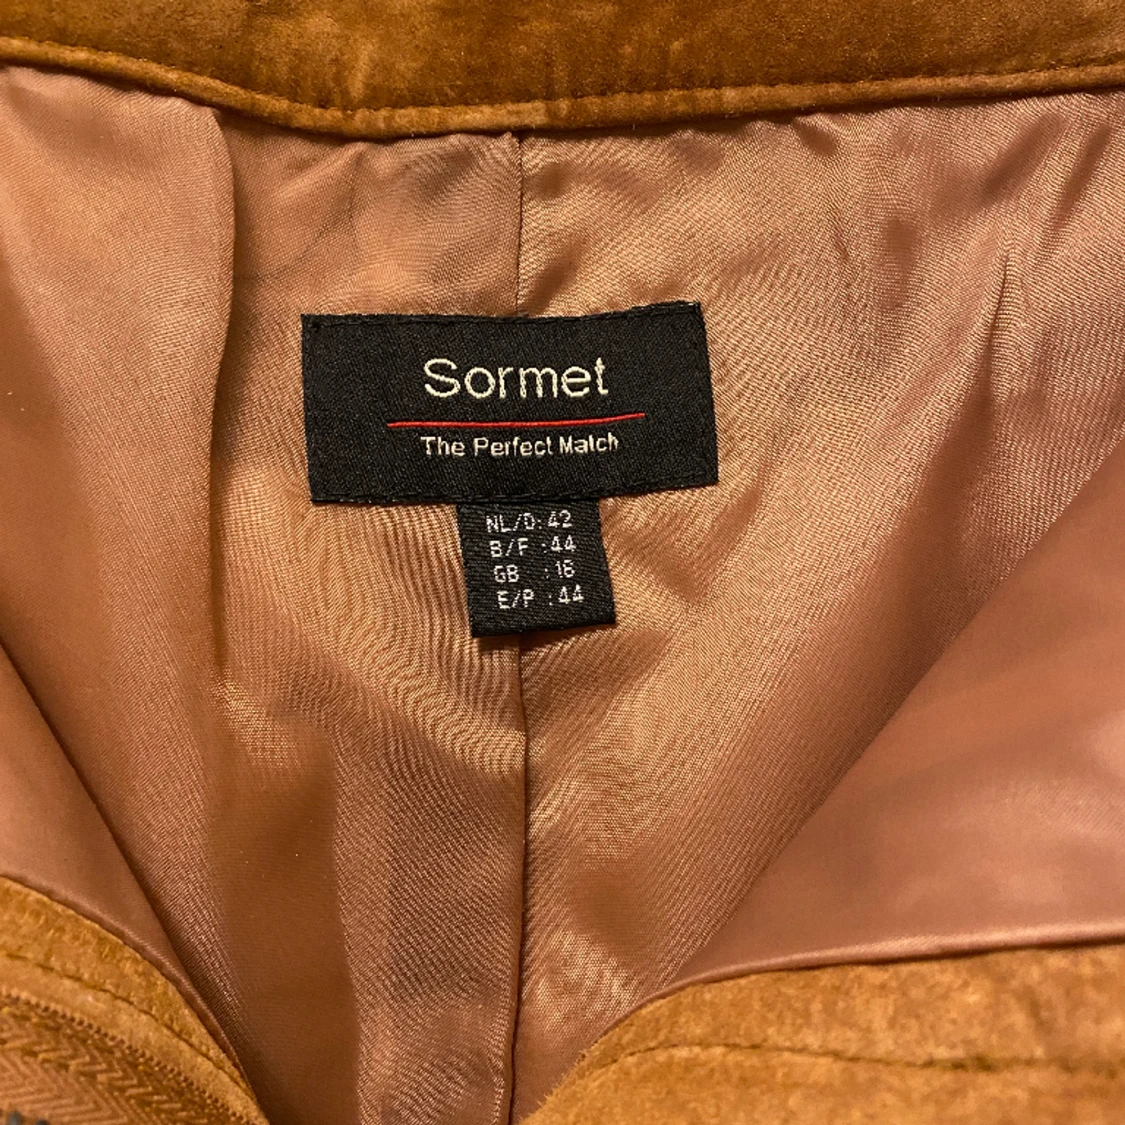 Sormet
The Perfect Match
NL/D:42
B/F :44
GB :16
E/P :44